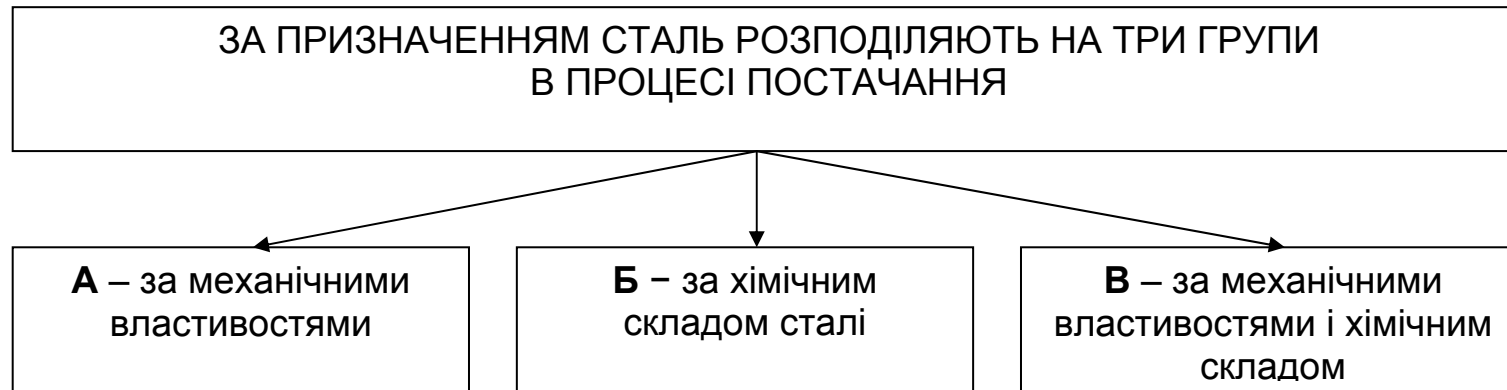 ЗА ПРИЗНАЧЕННЯМ СТАЛЬ РОЗПОДІЛЯЮТЬ НА ТРИ ГРУПИ
В ПРОЦЕСІ ПОСТАЧАННЯ
А – за механічними
властивостями
Б − за хімічним
складом сталі
В – за механічними
властивостями і хімічним
складом